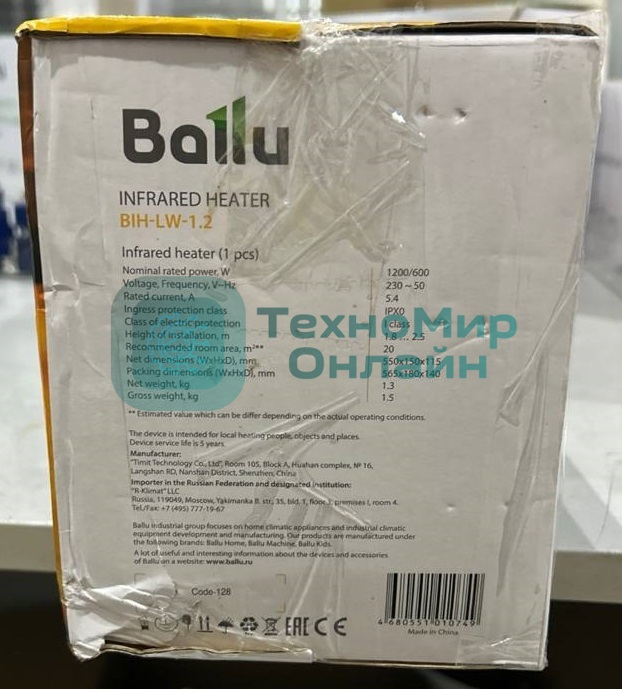 Ballu
INFRARED HEATER
BIH-LW-1.2
Infrared heater (1 pcs)
Nominal rated power, W 1200/600
Voltage, Frequency, V~Hz 230 ~ 50
Rated current, A 5.4
Ingress protection class IPX0
Class of electric protection I class
Height of installation, m 1.8 ... 2.5
Recommended room area, m²** 20
Net dimensions (WxHxD), mm 550x150x115
Packing dimensions (WxHxD), mm 565x180x140
Net weight, kg 1.3
Gross weight, kg 1.5
ТехноМир
Онлайн
** Estimated value which can be differ depending on the actual operating conditions.
The device is intended for local heating people, objects and places.
Device service life is 5 years.
Manufacturer:
"Timit Technology Co., Ltd", Room 105, Block A, Huahan complex, № 16,
Langshan RD, Nanshan District, Shenzhen, China
Importer in the Russian Federation and designated institution:
"R-Klimat" LLC
Russia, 119049, Moscow, Yakimanka B. str, 35, bld. 1, floor 3, premises I, room 4.
Tel./Fax: +7 (495) 777-19-67
Ballu industrial group focuses on home climatic appliances and industrial climatic
equipment development and manufacturing. Our products are manufactured under
the following brands: Ballu Home, Ballu Machine, Ballu Kids.
A lot of useful and interesting information about the devices and accessories
of Ballu on a website: www.ballu.ru
Code-128
EAC CE
4 680551 010749
Made in China